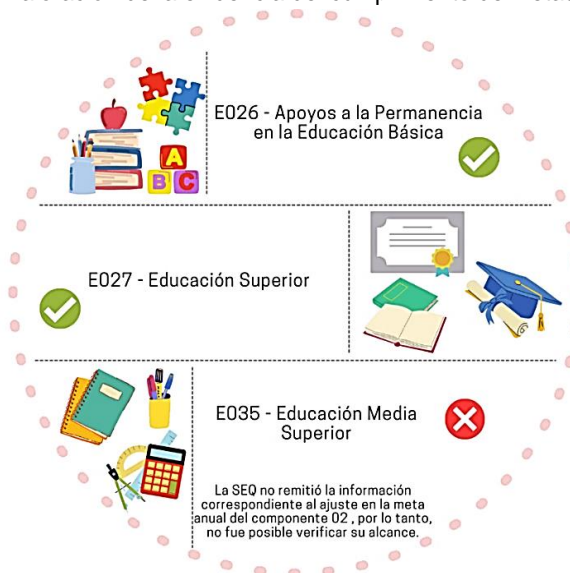 E026 - Apoyos a la Permanencia
en la Educación Básica
A
B C
E027 - Educación Superior
E035 - Educación Media
Superior
La SEQ no remitió la información
correspondiente al ajuste en la meta
anual del componente 02 , por lo tanto,
no fue posible verificar su alcance.